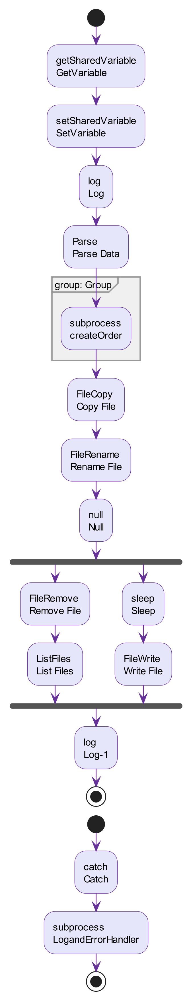 getSharedVariable
GetVariable
setSharedVariable
SetVariable
log
Log
Parse
Parse Data
group: Group
subprocess
createOrder
FileCopy
Copy File
FileRename
Rename File
null
Null
FileRemove
Remove File
sleep
Sleep
ListFiles
List Files
FileWrite
Write File
log
Log-1
catch
Catch
subprocess
LogandErrorHandler